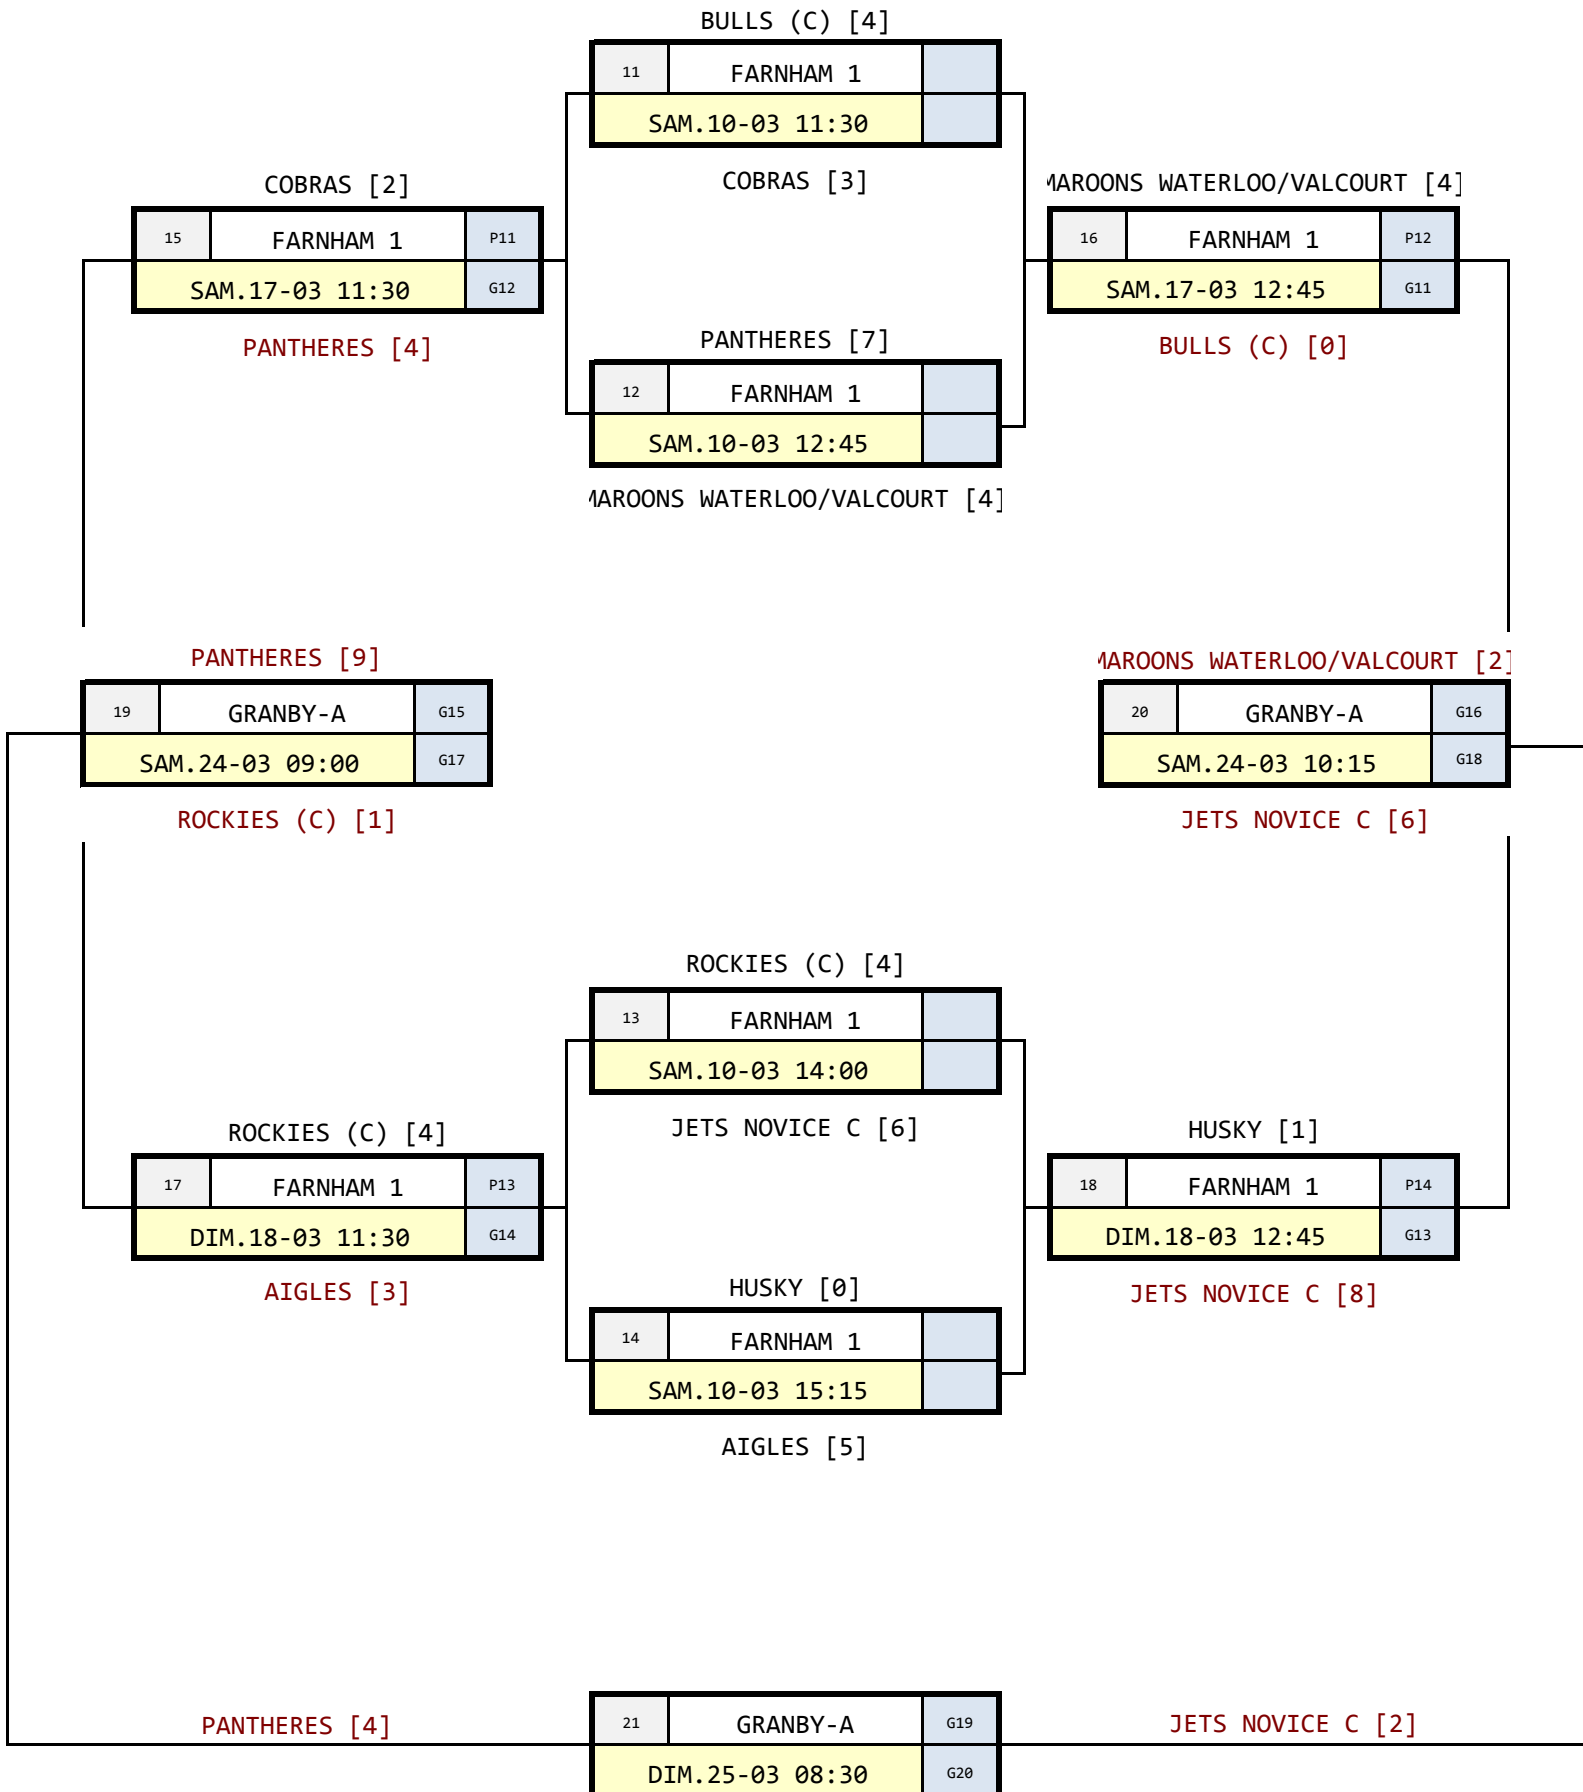 BULLS (C) [4]
11 FARNHAM 1
SAM.10-03 11:30
COBRAS [3]
COBRAS [2]
15 FARNHAM 1 P11
SAM.17-03 11:30 G12
PANTHERES [4]
MAROONS WATERLOO/VALCOURT [4]
16 FARNHAM 1 P12
SAM.17-03 12:45 G11
BULLS (C) [0]
PANTHERES [7]
12 FARNHAM 1
SAM.10-03 12:45
MAROONS WATERLOO/VALCOURT [4]
PANTHERES [9]
19 GRANBY-A G15
SAM.24-03 09:00 G17
ROCKIES (C) [1]
MAROONS WATERLOO/VALCOURT [2]
20 GRANBY-A G16
SAM.24-03 10:15 G18
JETS NOVICE C [6]
ROCKIES (C) [4]
13 FARNHAM 1
SAM.10-03 14:00
JETS NOVICE C [6]
ROCKIES (C) [4]
17 FARNHAM 1 P13
DIM.18-03 11:30 G14
AIGLES [3]
HUSKY [1]
18 FARNHAM 1 P14
DIM.18-03 12:45 G13
JETS NOVICE C [8]
HUSKY [0]
14 FARNHAM 1
SAM.10-03 15:15
AIGLES [5]
PANTHERES [4]
21 GRANBY-A G19
DIM.25-03 08:30 G20
JETS NOVICE C [2]